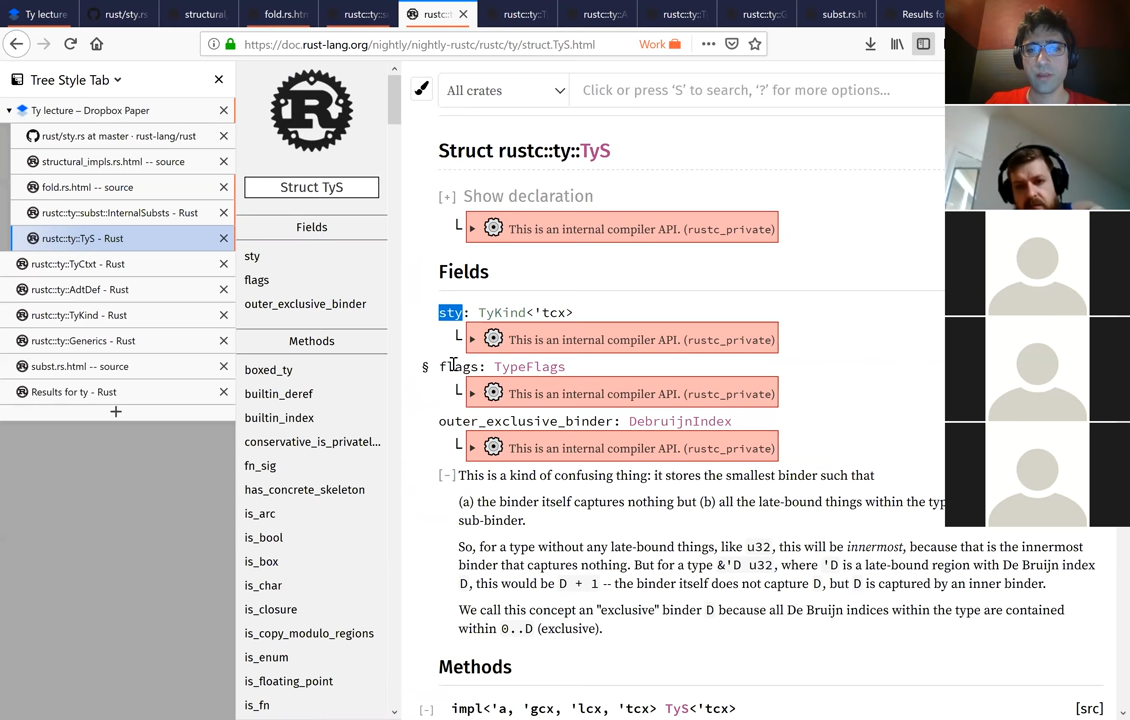 Ty lecture
rust/sty.rs
structural_
fold.rs.htm
rustc::ty::s
rustc::t
rustc::ty::T
rustc::ty::A
rustc::ty::T
rustc::ty::G
subst.rs.ht
Results fo
https://doc.rust-lang.org/nightly/nightly-rustc/rustc/ty/struct.TyS.html
Work
Tree Style Tab
Ty lecture – Dropbox Paper
rust/sty.rs at master · rust-lang/rust
structural_impls.rs.html -- source
fold.rs.html -- source
rustc::ty::subst::InternalSubsts - Rust
rustc::ty::TyS - Rust
rustc::ty::TyCtxt - Rust
rustc::ty::AdtDef - Rust
rustc::ty::TyKind - Rust
rustc::ty::Generics - Rust
subst.rs.html -- source
Results for ty - Rust
R
Struct TyS
Fields
sty
flags
outer_exclusive_binder
Methods
boxed_ty
builtin_deref
builtin_index
conservative_is_privatel...
fn_sig
has_concrete_skeleton
is_arc
is_bool
is_box
is_char
is_closure
is_copy_modulo_regions
is_enum
is_floating_point
is_fn
All crates
Click or press 'S' to search, '?' for more options...
Struct rustc::ty::TyS
[+] Show declaration
This is an internal compiler API. (rustc_private)
Fields
sty: TyKind<'tcx>
This is an internal compiler API. (rustc_private)
§ flags: TypeFlags
This is an internal compiler API. (rustc_private)
outer_exclusive_binder: DebruijnIndex
This is an internal compiler API. (rustc_private)
[-] This is a kind of confusing thing: it stores the smallest binder such that
(a) the binder itself captures nothing but (b) all the late-bound things within the typ
sub-binder.
So, for a type without any late-bound things, like u32, this will be innermost, because that is the innermost
binder that captures nothing. But for a type &'D u32, where 'D is a late-bound region with De Bruijn index
D, this would be D + 1 -- the binder itself does not capture D, but D is captured by an inner binder.
We call this concept an "exclusive" binder D because all De Bruijn indices within the type are contained
within 0..D (exclusive).
Methods
[-] impl<'a, 'gcx, 'lcx, 'tcx> TyS<'tcx> [src]